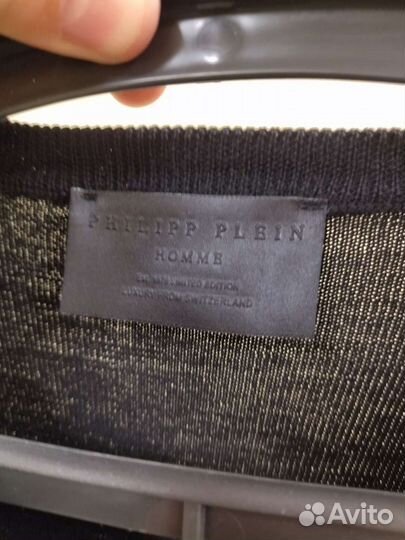 PHILIPP PLEIN
HOMME
LIMITED EDITION
LUXURY FROM SWITZERLAND
Avito